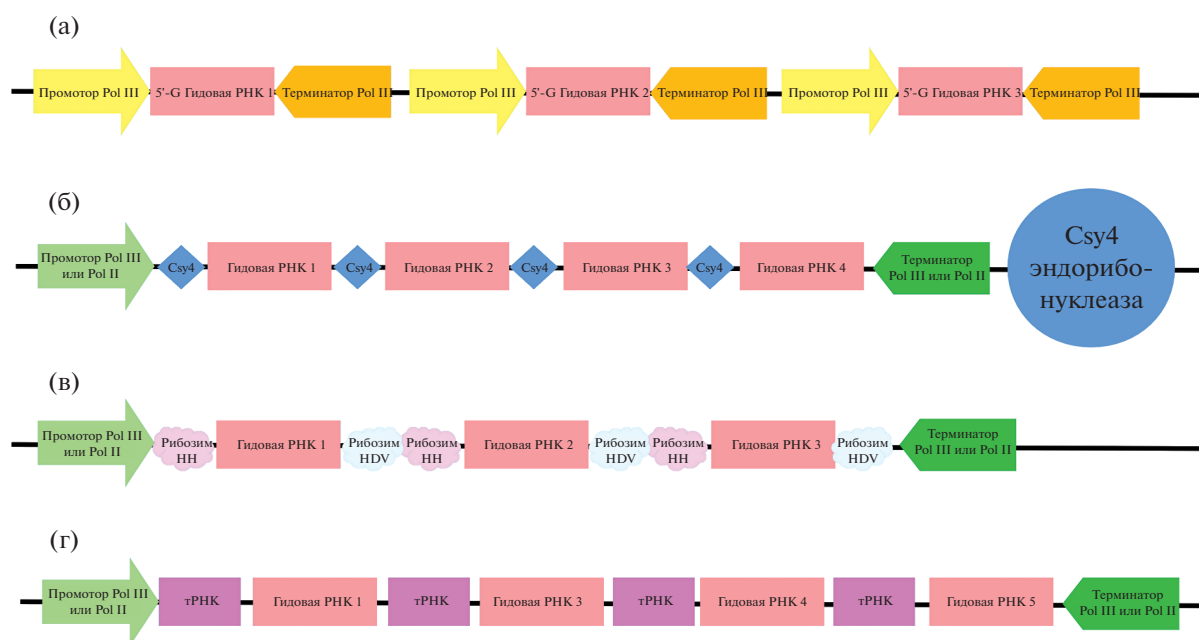 (а)
Промотор Pol III 5'-G Гидовая РНК 1 Терминатор Pol III Промотор Pol III 5'-G Гидовая РНК 2 Терминатор Pol III Промотор Pol III 5'-G Гидовая РНК 3 Терминатор Pol III
(б)
Промотор Pol III
или Pol II
Csy4
Гидовая РНК 1
Csy4
Гидовая РНК 2
Csy4
Гидовая РНК 3
Csy4
Гидовая РНК 4
Терминатор
Pol III или Pol II
Csy4
эндорибо-
нуклеаза
(в)
Промотор Pol III
или Pol II
Рибозим
HH
Гидовая РНК 1
Рибозим
HDV
Рибозим
HH
Гидовая РНК 2
Рибозим
HDV
Рибозим
HH
Гидовая РНК 3
Рибозим
HDV
Терминатор
Pol III или Pol II
(г)
Промотор Pol III
или Pol II
тРНК
Гидовая РНК 1
тРНК
Гидовая РНК 3
тРНК
Гидовая РНК 4
тРНК
Гидовая РНК 5
Терминатор
Pol III или Pol II